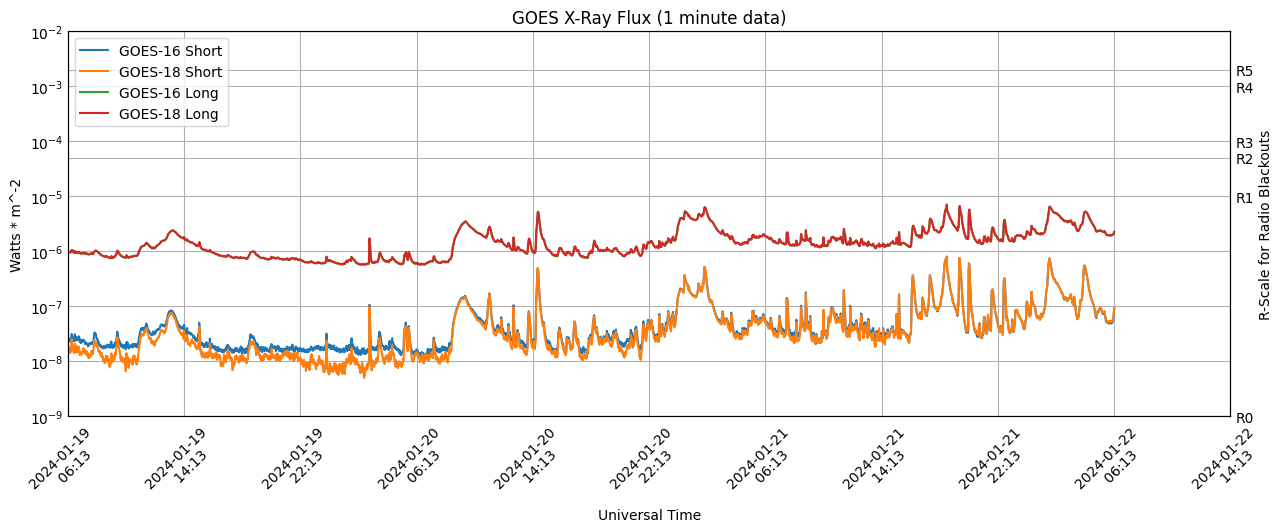 GOES X-Ray Flux (1 minute data)
GOES-16 Short
GOES-18 Short
GOES-16 Long
GOES-18 Long
Watts * m^-2
10⁻²
10⁻³
10⁻⁴
10⁻⁵
10⁻⁶
10⁻⁷
10⁻⁸
10⁻⁹
R5
R4
R3
R2
R1
R0
R-Scale for Radio Blackouts
2024-01-19
06:13
2024-01-19
14:13
2024-01-19
22:13
2024-01-20
06:13
2024-01-20
14:13
2024-01-20
22:13
2024-01-21
06:13
2024-01-21
14:13
2024-01-21
22:13
2024-01-22
06:13
2024-01-22
14:13
Universal Time